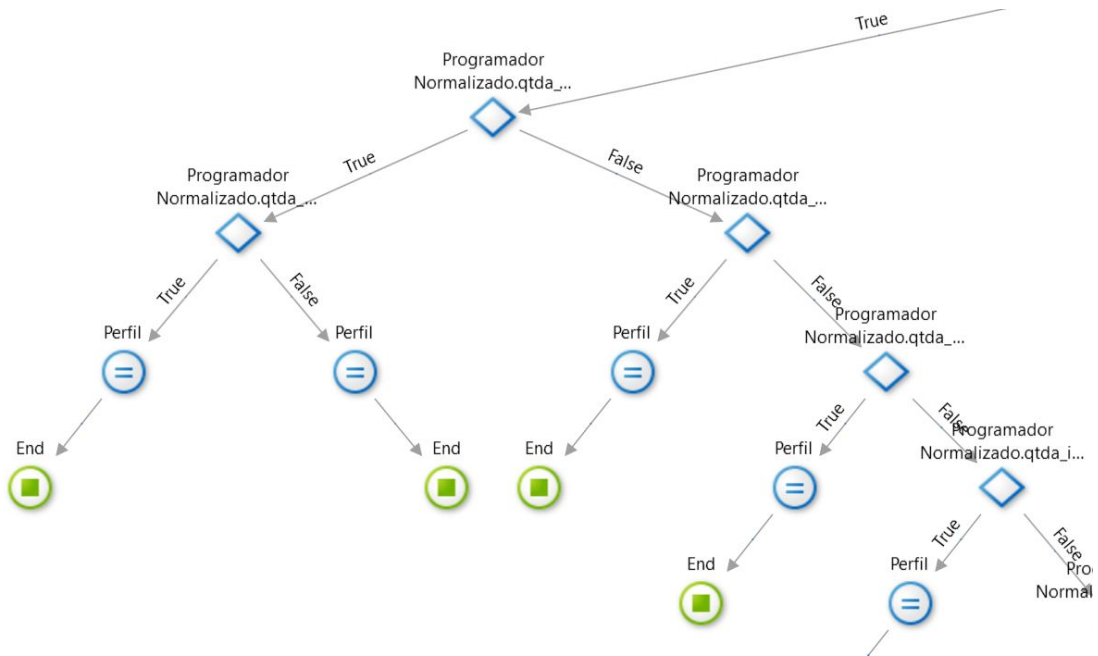 True
Programador
Normalizado.qtda_...
True
False
Programador
Normalizado.qtda_...
Programador
Normalizado.qtda_...
True
False
True
False
Perfil
Perfil
Perfil
Programador
Normalizado.qtda_...
True
False
End
End
End
Perfil
Programador
Normalizado.qtda_i...
True
False
End
Perfil